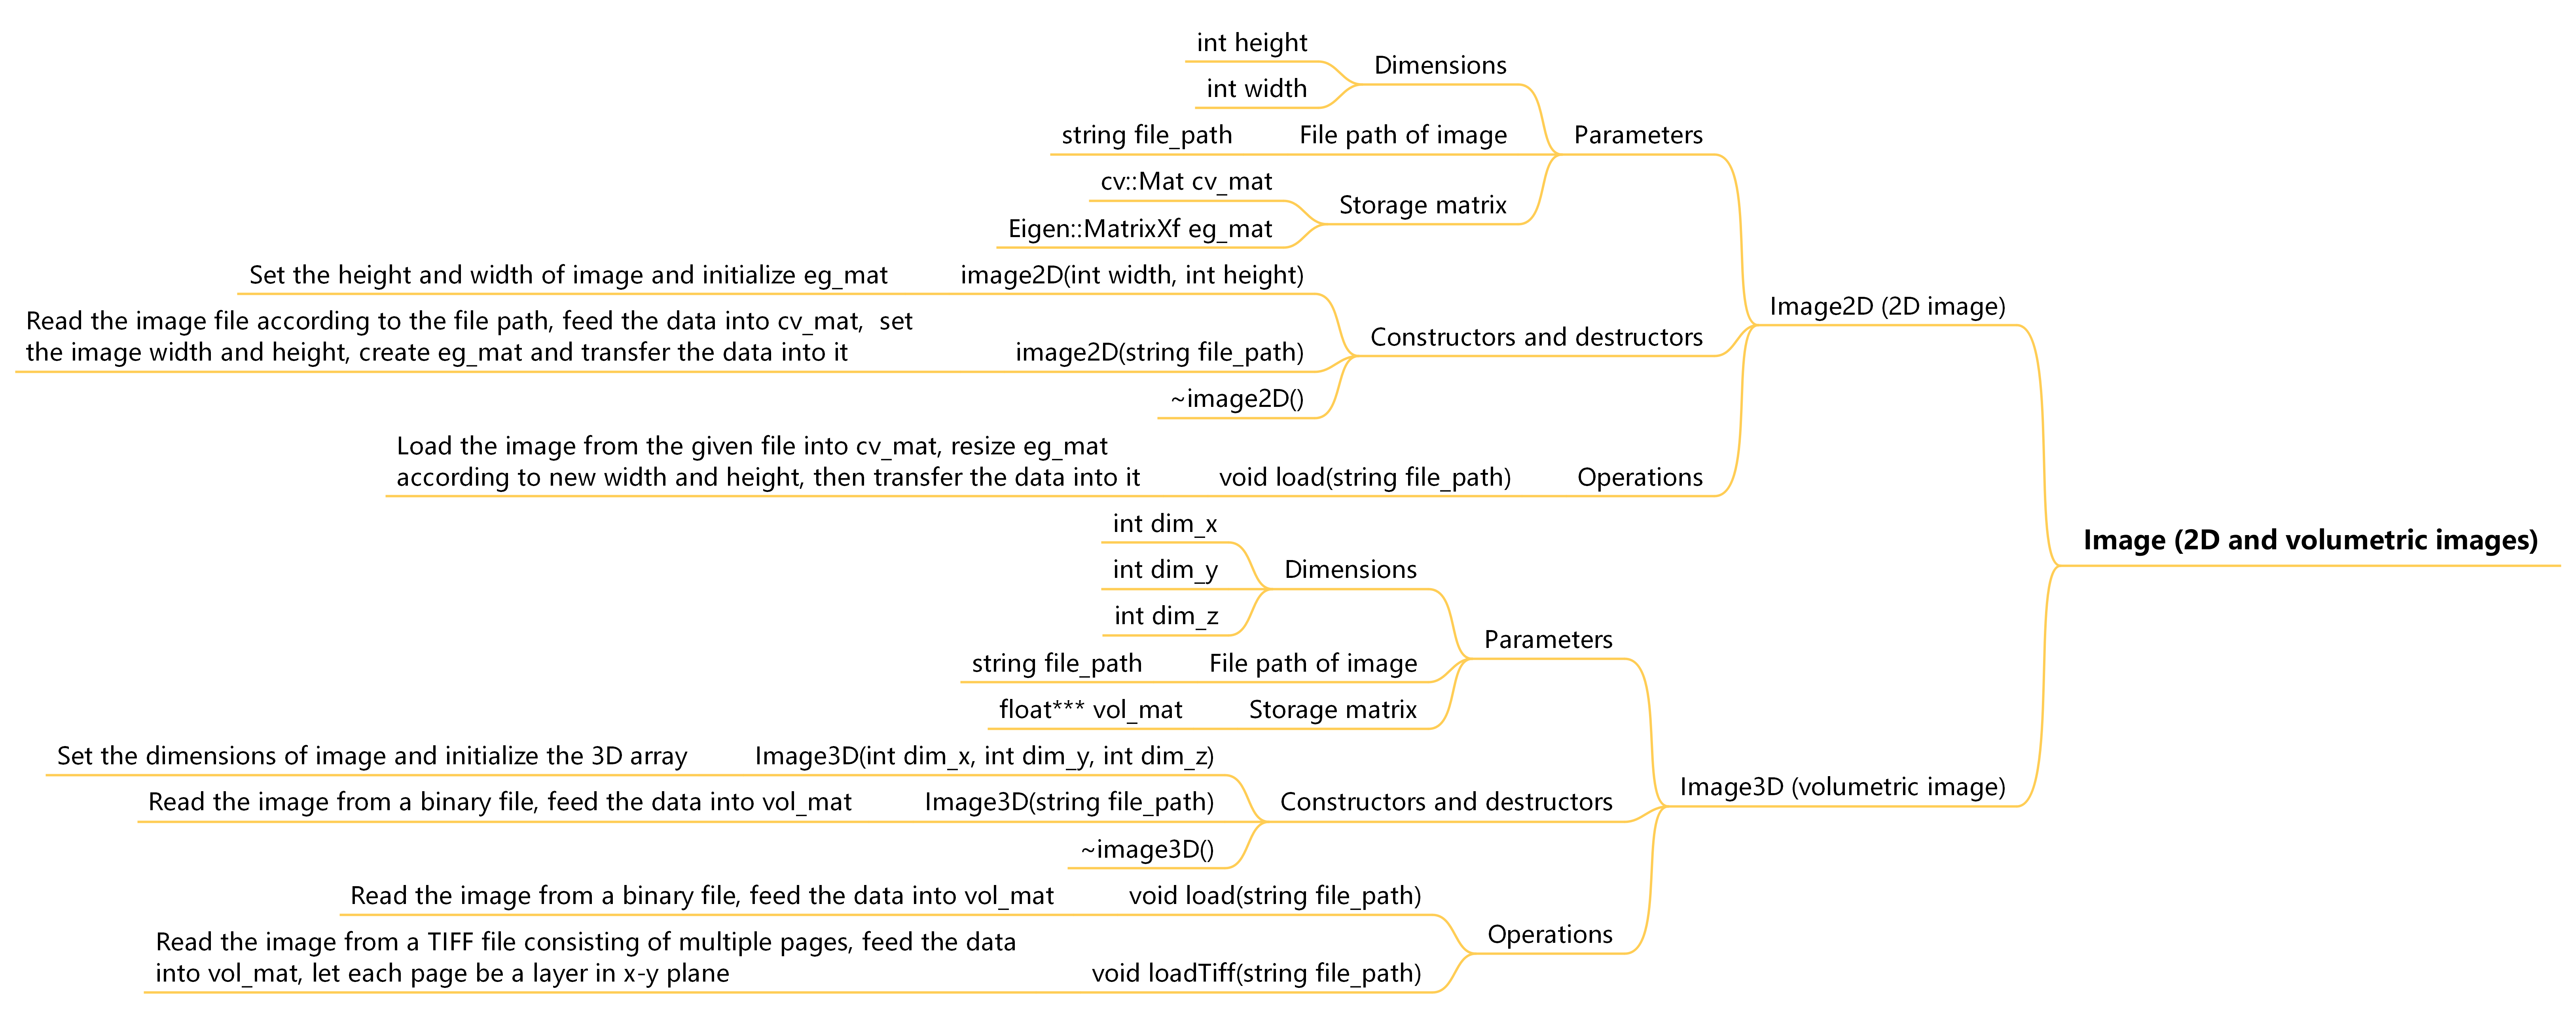 int height
Dimensions
int width
string file_path
File path of image
Parameters
cv::Mat cv_mat
Storage matrix
Eigen::MatrixXf eg_mat
Set the height and width of image and initialize eg_mat
image2D(int width, int height)
Image2D (2D image)
Read the image file according to the file path, feed the data into cv_mat,  set
the image width and height, create eg_mat and transfer the data into it
image2D(string file_path)
Constructors and destructors
~image2D()
Load the image from the given file into cv_mat, resize eg_mat
according to new width and height, then transfer the data into it
void load(string file_path)
Operations
int dim_x
Image (2D and volumetric images)
int dim_y
Dimensions
int dim_z
Parameters
string file_path
File path of image
float*** vol_mat
Storage matrix
Set the dimensions of image and initialize the 3D array
Image3D(int dim_x, int dim_y, int dim_z)
Image3D (volumetric image)
Read the image from a binary file, feed the data into vol_mat
Image3D(string file_path)
Constructors and destructors
~image3D()
Read the image from a binary file, feed the data into vol_mat
void load(string file_path)
Operations
Read the image from a TIFF file consisting of multiple pages, feed the data
into vol_mat, let each page be a layer in x-y plane
void loadTiff(string file_path)